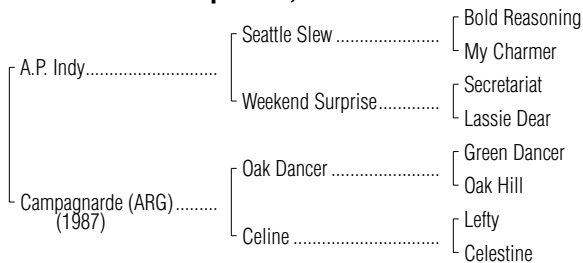 Bold Reasoning
Seattle Slew ....................
My Charmer
A.P. Indy.........................
Secretariat
Weekend Surprise............
Lassie Dear
Green Dancer
Oak Dancer .....................
Oak Hill
Campagnarde (ARG)........
(1987)
Lefty
Celine .............................
Celestine